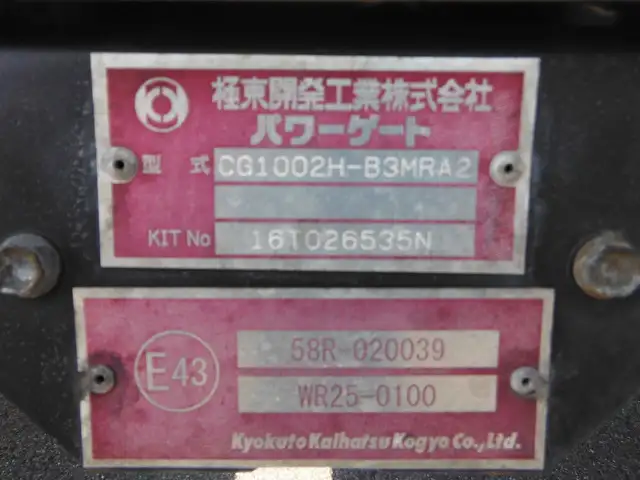 極東開発工業株式会社
パワーゲート
型式 CG1002H-B3MRA2
KIT No 16T026535N
E43
58R-020039
WR25-0100
Kyokuto Kaihatsu Kogyo Co., Ltd.